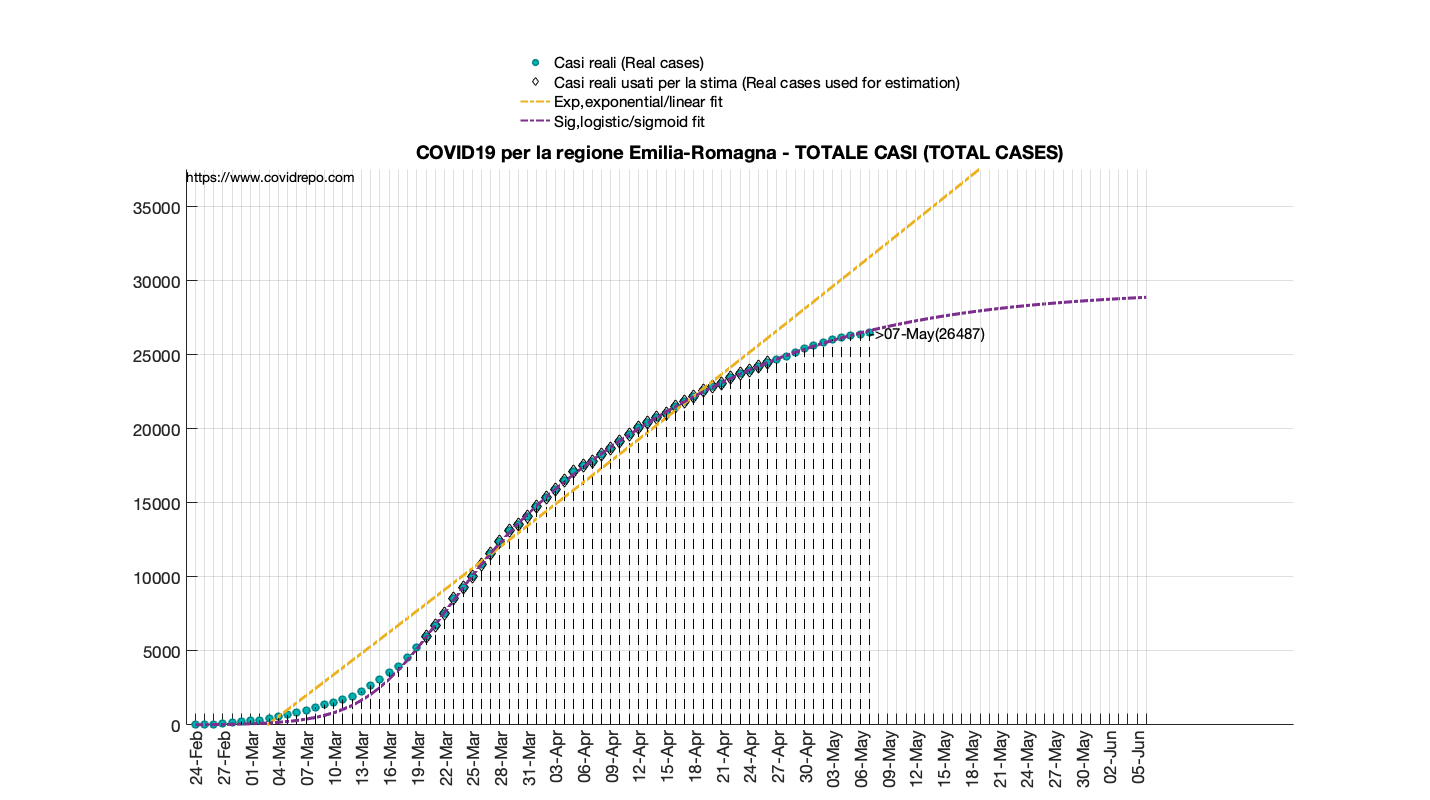 Casi reali (Real cases)
Casi reali usati per la stima (Real cases used for estimation)
Exp,exponential/linear fit
Sig,logistic/sigmoid fit
COVID19 per la regione Emilia-Romagna - TOTALE CASI (TOTAL CASES)
https://www.covidrepo.com
35000
30000
25000
20000
15000
10000
5000
0
->07-May(26487)
24-Feb
27-Feb
01-Mar
04-Mar
07-Mar
10-Mar
13-Mar
16-Mar
19-Mar
22-Mar
25-Mar
28-Mar
31-Mar
03-Apr
06-Apr
09-Apr
12-Apr
15-Apr
18-Apr
21-Apr
24-Apr
27-Apr
30-Apr
03-May
06-May
09-May
12-May
15-May
18-May
21-May
24-May
27-May
30-May
02-Jun
05-Jun